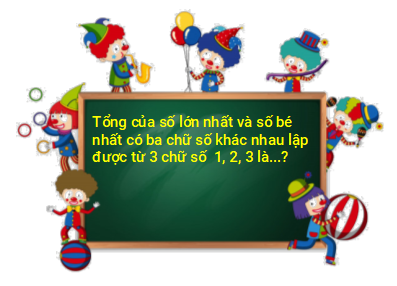 Tổng của số lớn nhất và số bé
nhất có ba chữ số khác nhau lập
được từ 3 chữ số 1, 2, 3 là...?